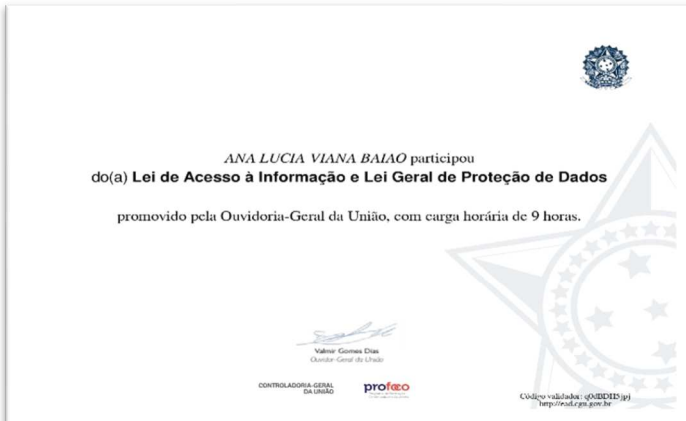 ANA LUCIA VIANA BAIAO participou
do(a) Lei de Acesso à Informação e Lei Geral de Proteção de Dados
promovido pela Ouvidoria-Geral da União, com carga horária de 9 horas.
Valmir Gomes Dias
Ouvidor-Geral da União
CONTROLADORIA-GERAL
DA UNIÃO
profoco
Código validador:
http://ead.cgu.gov.br